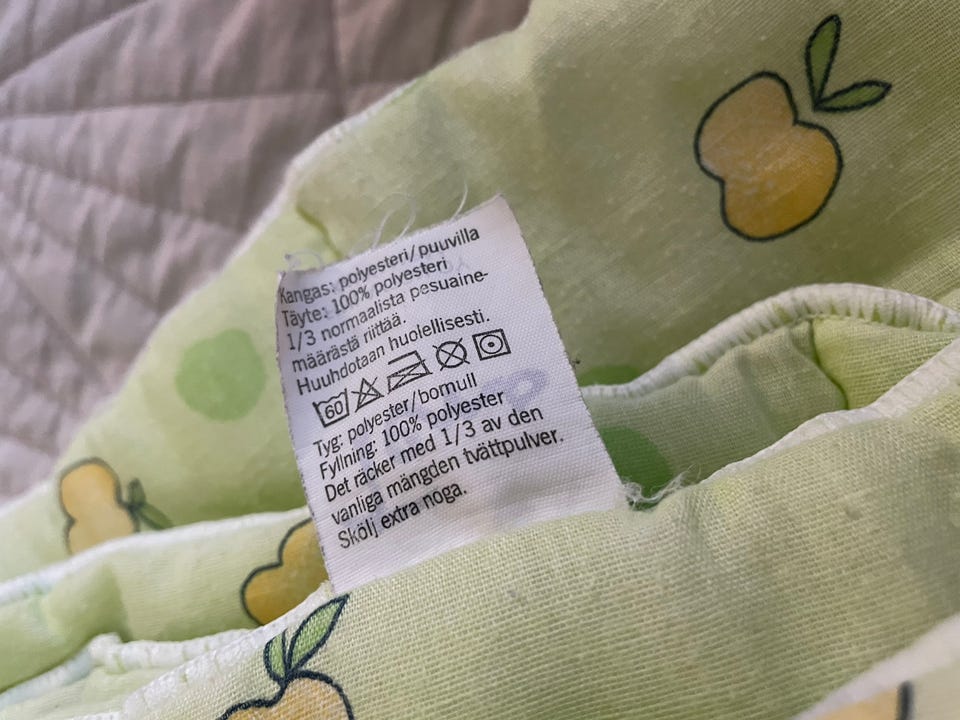 Kangas: polyesteri/puuvilla
Täyte: 100% polyesteri
1/3 normaalista pesuaine-
määrästä riittää.
Huuhdotaan huolellisesti.
60
Tyg: polyester/bomull
Fyllning: 100% polyester
Det räcker med 1/3 av den
vanliga mängden tvättpulver.
Skölj extra noga.